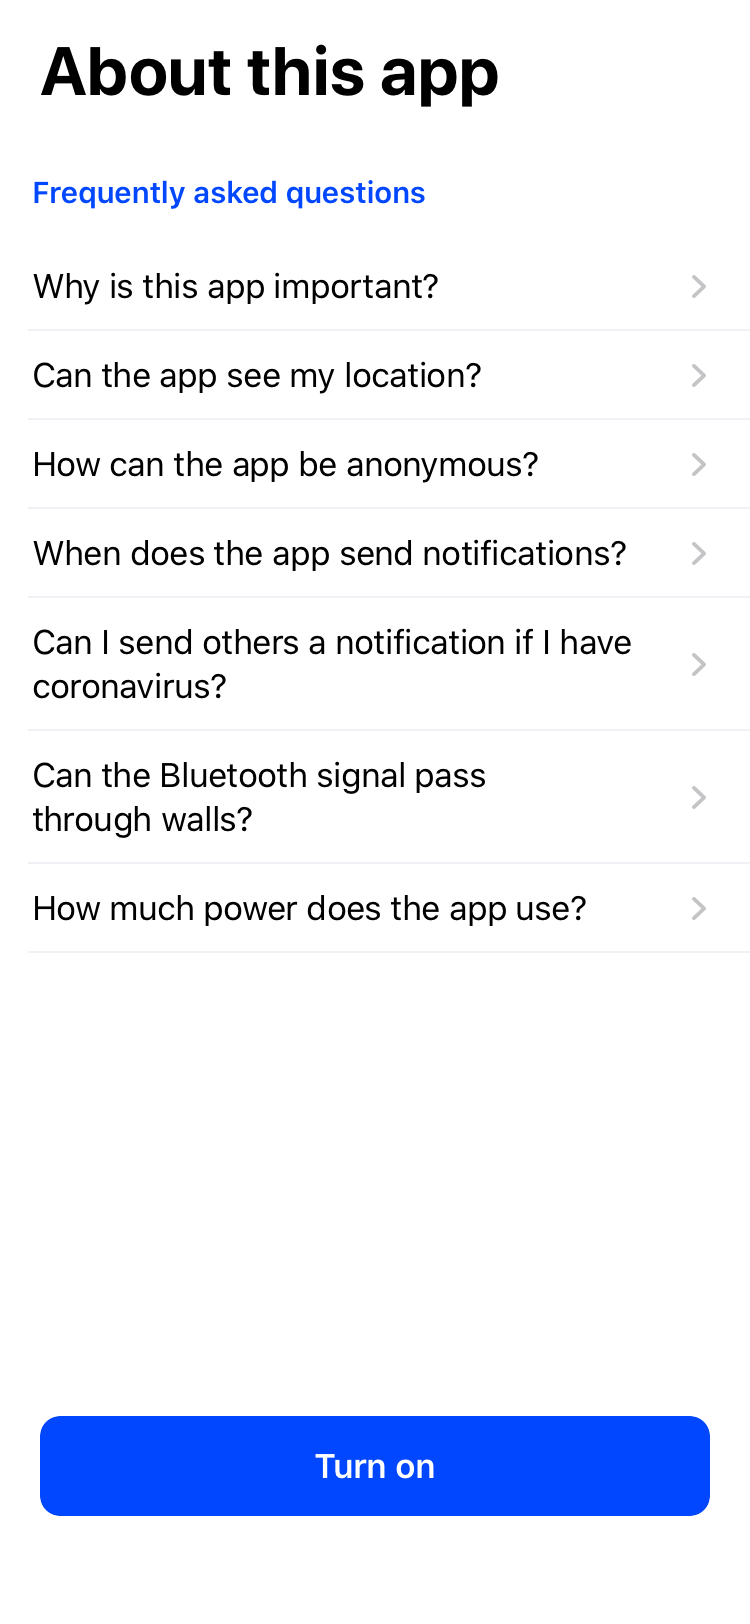 About this app
Frequently asked questions
Why is this app important?
Can the app see my location?
How can the app be anonymous?
When does the app send notifications?
Can I send others a notification if I have
coronavirus?
Can the Bluetooth signal pass
through walls?
How much power does the app use?
Turn on